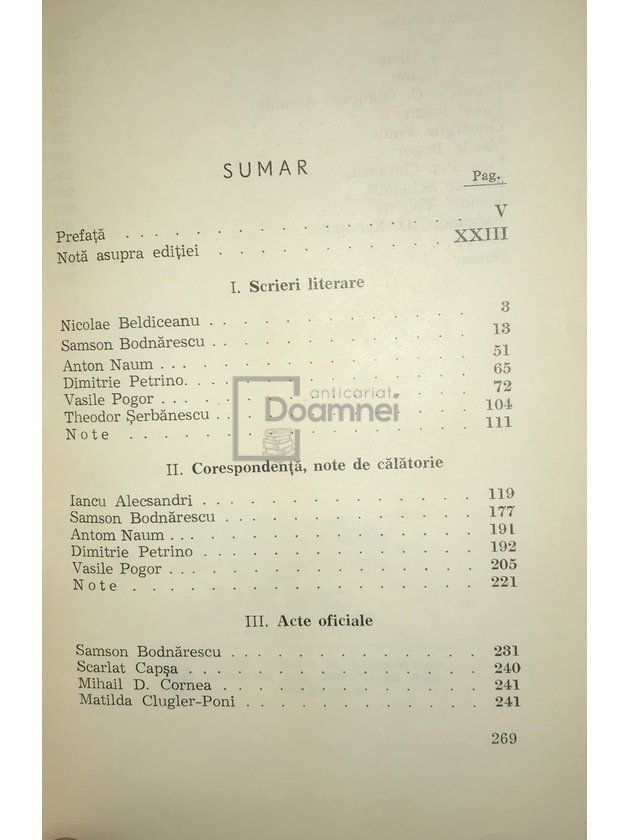 SUMAR
Pag.
Prefață . . . . . . . . . . . . . V
Notă asupra ediției . . . . . . . . . . XXIII
I. Scrieri literare
Nicolae Beldiceanu . . . . . . . . . . . 3
Samson Bodnărescu . . . . . . . . . . . 13
Anton Naum . . . . . . . . . . . . . 51
Dimitrie Petrino. . . . . . . . . . . . 65
Vasile Pogor . . . . . . . . . . . . . 72
Theodor Șerbănescu . . . . . . . . . . . 104
Note . . . . . . . . . . . . . . . 111
anticariat
Doamnei
II. Corespondență, note de călătorie
Iancu Alecsandri . . . . . . . . . . . . 119
Samson Bodnărescu . . . . . . . . . . . 177
Antom Naum . . . . . . . . . . . . . 191
Dimitrie Petrino . . . . . . . . . . . . 192
Vasile Pogor . . . . . . . . . . . . . 205
Note . . . . . . . . . . . . . . . 221
III. Acte oficiale
Samson Bodnărescu . . . . . . . . . . . 231
Scarlat Capșa . . . . . . . . . . . . . 240
Mihail D. Cornea . . . . . . . . . . . . 241
Matilda Clugler-Poni . . . . . . . . . . . 241
269